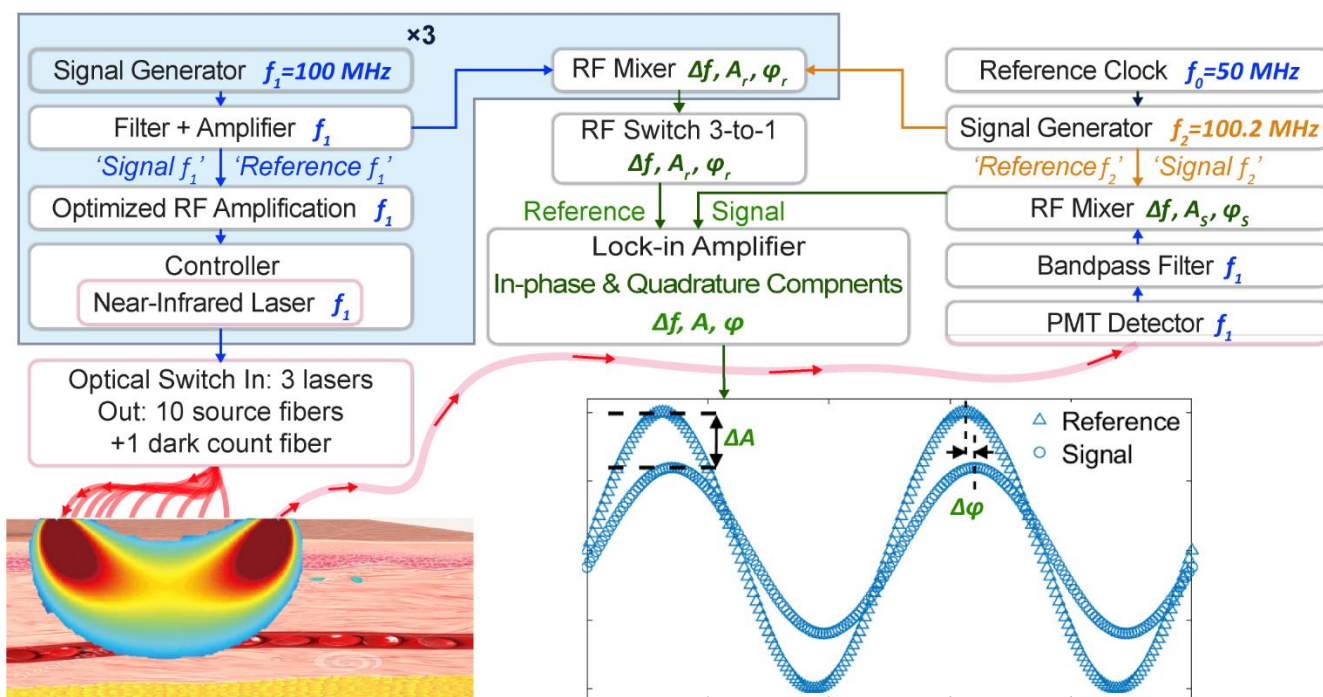 ×3
Signal Generator f₁=100 MHz
Filter + Amplifier f₁
'Signal f₁' 'Reference f₁'
Optimized RF Amplification f₁
Controller
Near-Infrared Laser f₁
Optical Switch In: 3 lasers
Out: 10 source fibers
+1 dark count fiber
RF Mixer Δf, Aᵣ, φᵣ
RF Switch 3-to-1
Δf, Aᵣ, φᵣ
Reference Signal
Lock-in Amplifier
In-phase & Quadrature Compnents
Δf, A, φ
Reference Clock f₀=50 MHz
Signal Generator f₂=100.2 MHz
'Reference f₂' 'Signal f₂'
RF Mixer Δf, A_S, φ_S
Bandpass Filter f₁
PMT Detector f₁
ΔA
Δφ
Reference
Signal